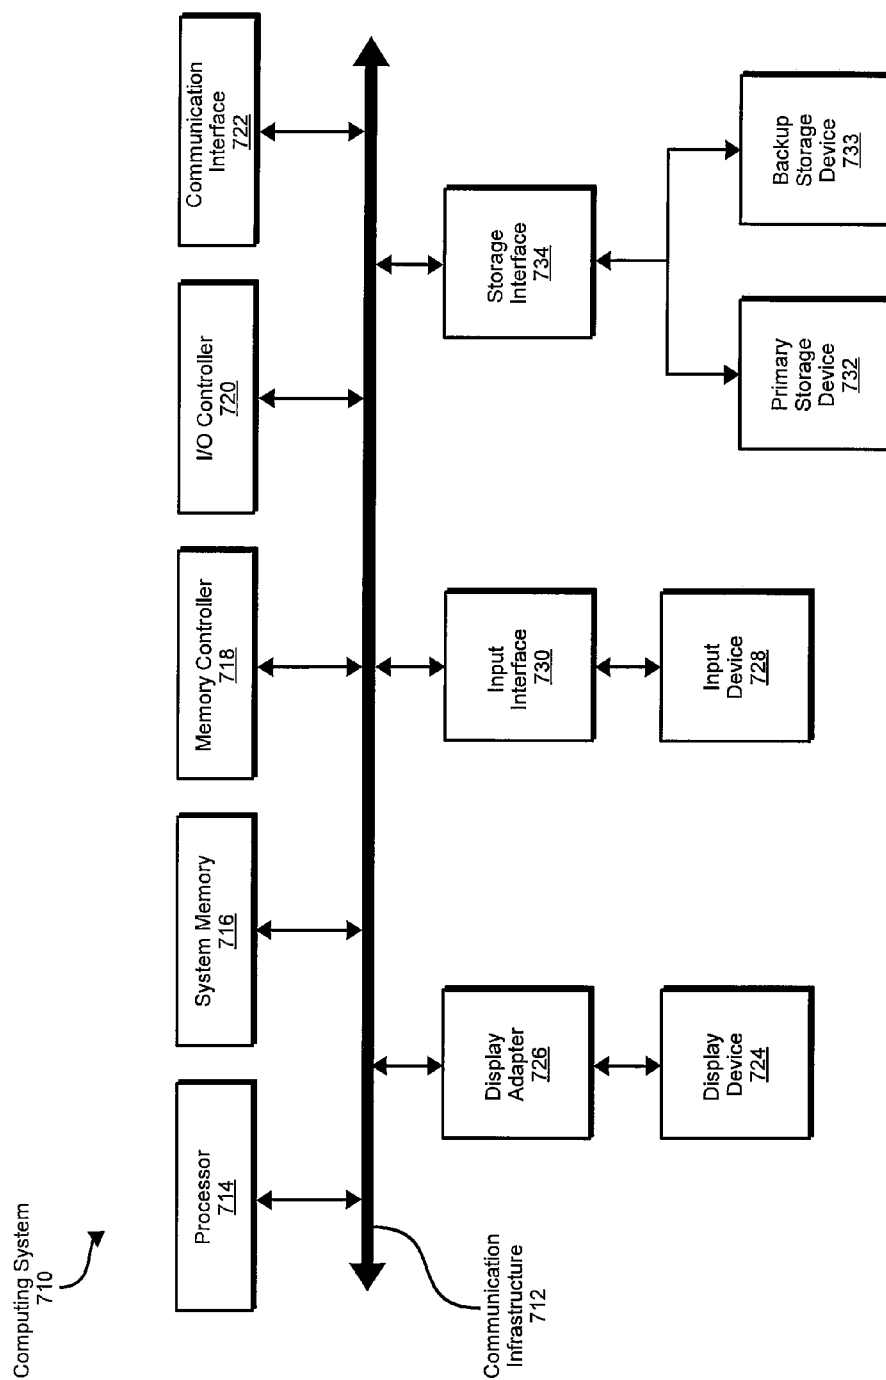 Computing System
710
Processor
714
System Memory
716
Memory Controller
718
I/O Controller
720
Communication
Interface
722
Communication
Infrastructure
712
Display
Adapter
726
Input
Interface
730
Storage
Interface
734
Display
Device
724
Input
Device
728
Primary
Storage
Device
732
Backup
Storage
Device
733